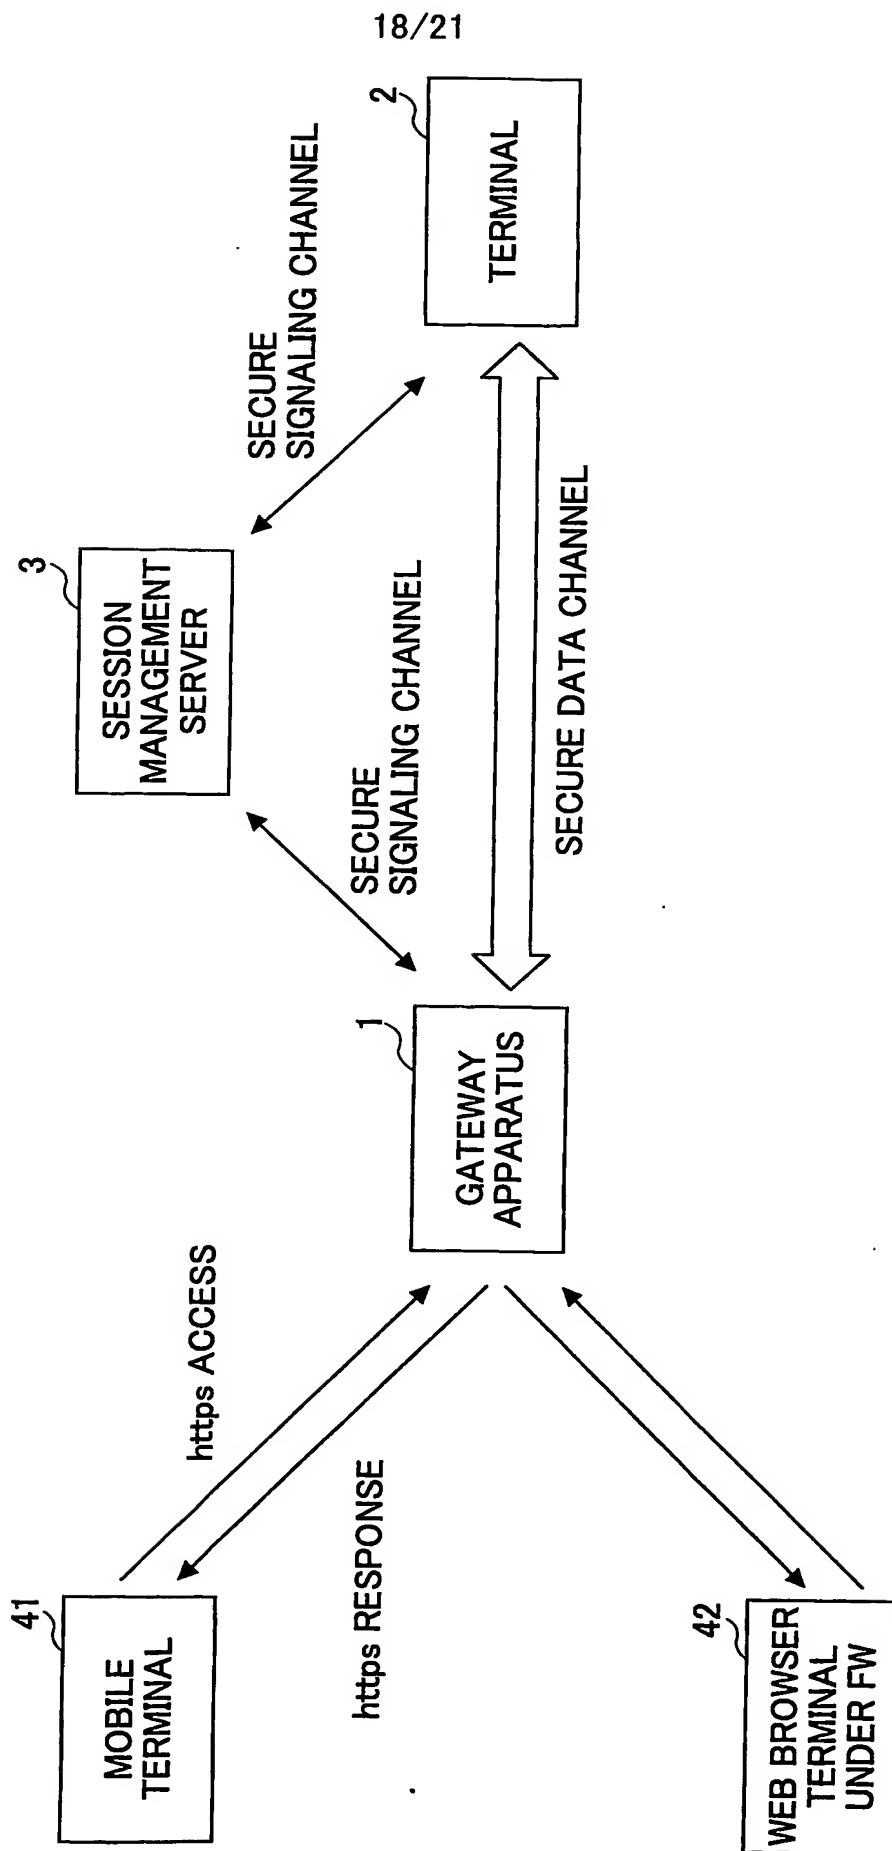 18/21
41
MOBILE
TERMINAL
https ACCESS
https RESPONSE
42
WEB BROWSER
TERMINAL
UNDER FW
1
GATEWAY
APPARATUS
3
SESSION
MANAGEMENT
SERVER
SECURE
SIGNALING CHANNEL
SECURE
SIGNALING CHANNEL
SECURE DATA CHANNEL
2
TERMINAL